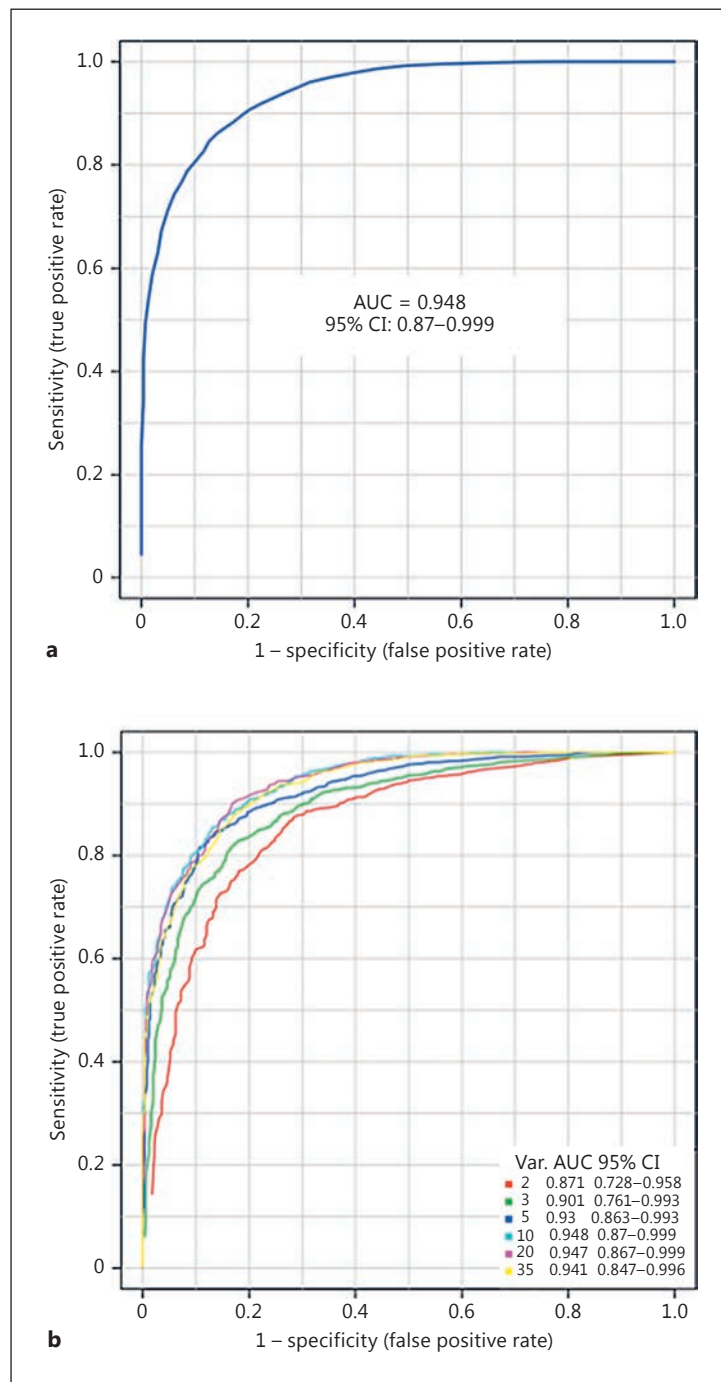 1.0
0.8
0.6
0.4
0.2
0
Sensitivity (true positive rate)
AUC = 0.948
95% CI: 0.87–0.999
0 0.2 0.4 0.6 0.8 1.0
a 1 – specificity (false positive rate)
1.0
0.8
0.6
0.4
0.2
0
Sensitivity (true positive rate)
Var. AUC 95% CI
2 0.871 0.728–0.958
3 0.901 0.761–0.993
5 0.93 0.863–0.993
10 0.948 0.87–0.999
20 0.947 0.867–0.999
35 0.941 0.847–0.996
0 0.2 0.4 0.6 0.8 1.0
b 1 – specificity (false positive rate)